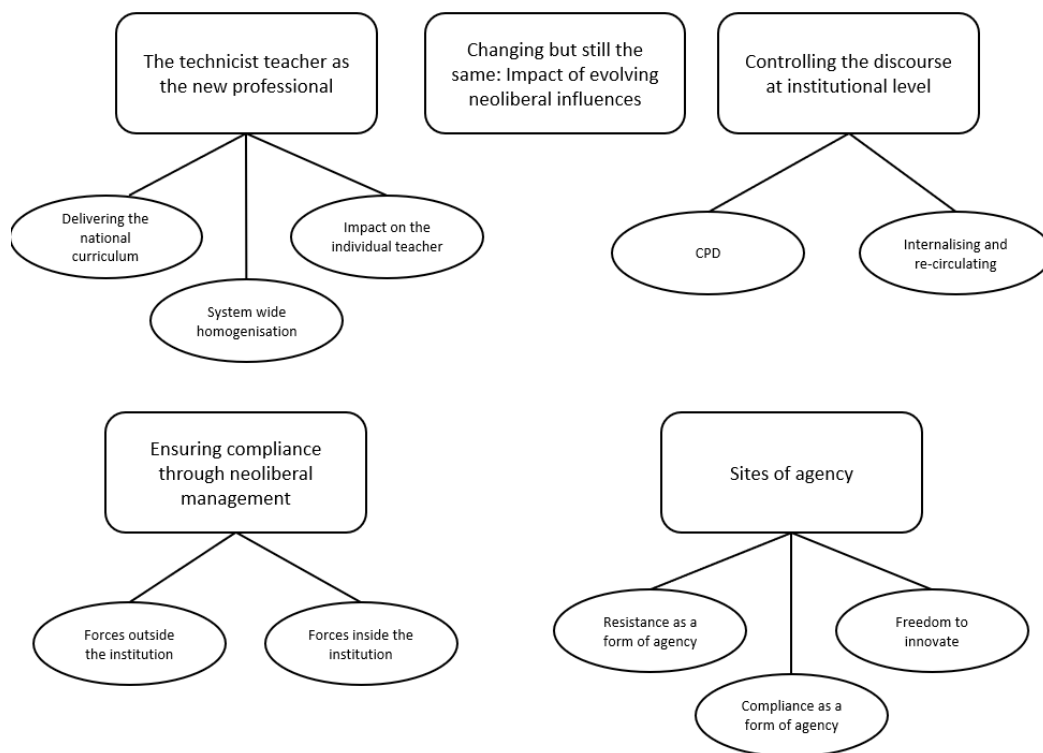 The technicist teacher as
the new professional
Changing but still the
same: Impact of evolving
neoliberal influences
Controlling the discourse
at institutional level
Delivering the
national
curriculum
Impact on the
individual teacher
System wide
homogenisation
CPD
Internalising and
re-circulating
Ensuring compliance
through neoliberal
management
Sites of agency
Forces outside
the institution
Forces inside the
institution
Resistance as a
form of agency
Freedom to
innovate
Compliance as a
form of agency